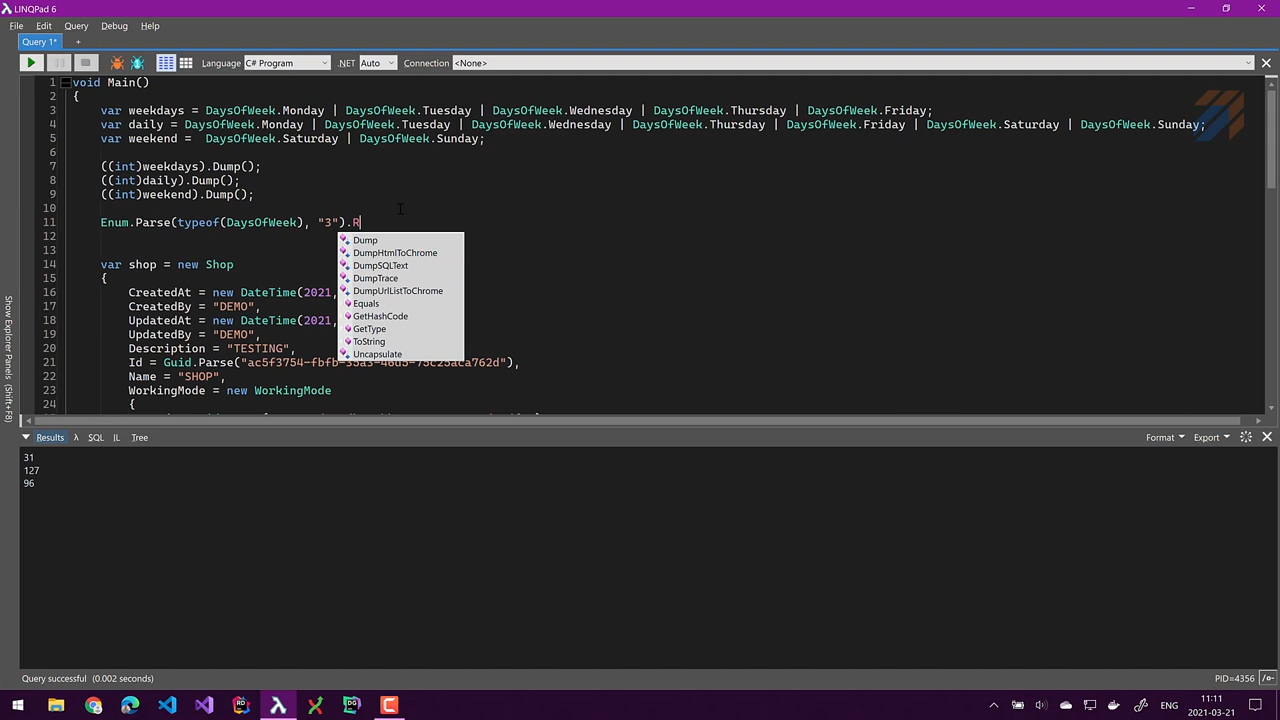 LINQPad 6
File Edit Query Debug Help
Query 1* +
Language C# Program .NET Auto Connection <None>
1 void Main()
2 {
3 var weekdays = DaysOfWeek.Monday | DaysOfWeek.Tuesday | DaysOfWeek.Wednesday | DaysOfWeek.Thursday | DaysOfWeek.Friday;
4 var daily = DaysOfWeek.Monday | DaysOfWeek.Tuesday | DaysOfWeek.Wednesday | DaysOfWeek.Thursday | DaysOfWeek.Friday | DaysOfWeek.Saturday | DaysOfWeek.Sunday;
5 var weekend = DaysOfWeek.Saturday | DaysOfWeek.Sunday;
6
7 ((int)weekdays).Dump();
8 ((int)daily).Dump();
9 ((int)weekend).Dump();
10
11 Enum.Parse(typeof(DaysOfWeek), "3").R
12
13
14 var shop = new Shop
15 {
16 CreatedAt = new DateTime(2021,
17 CreatedBy = "DEMO",
18 UpdatedAt = new DateTime(2021,
19 UpdatedBy = "DEMO",
20 Description = "TESTING",
21 Id = Guid.Parse("ac5f3754-fbfb-
22 Name = "SHOP",
23 WorkingMode = new WorkingMode
24 {
Dump
DumpHtmlToChrome
DumpSQLText
DumpTrace
DumpUrlListToChrome
Equals
GetHashCode
GetType
ToString
Uncapsulate
Show Explorer Panels (Shift+F8)
Results λ SQL IL Tree Format Export
31
127
96
Query successful (0.002 seconds) PID=4356 /o-
ENG
11:11
2021-03-21